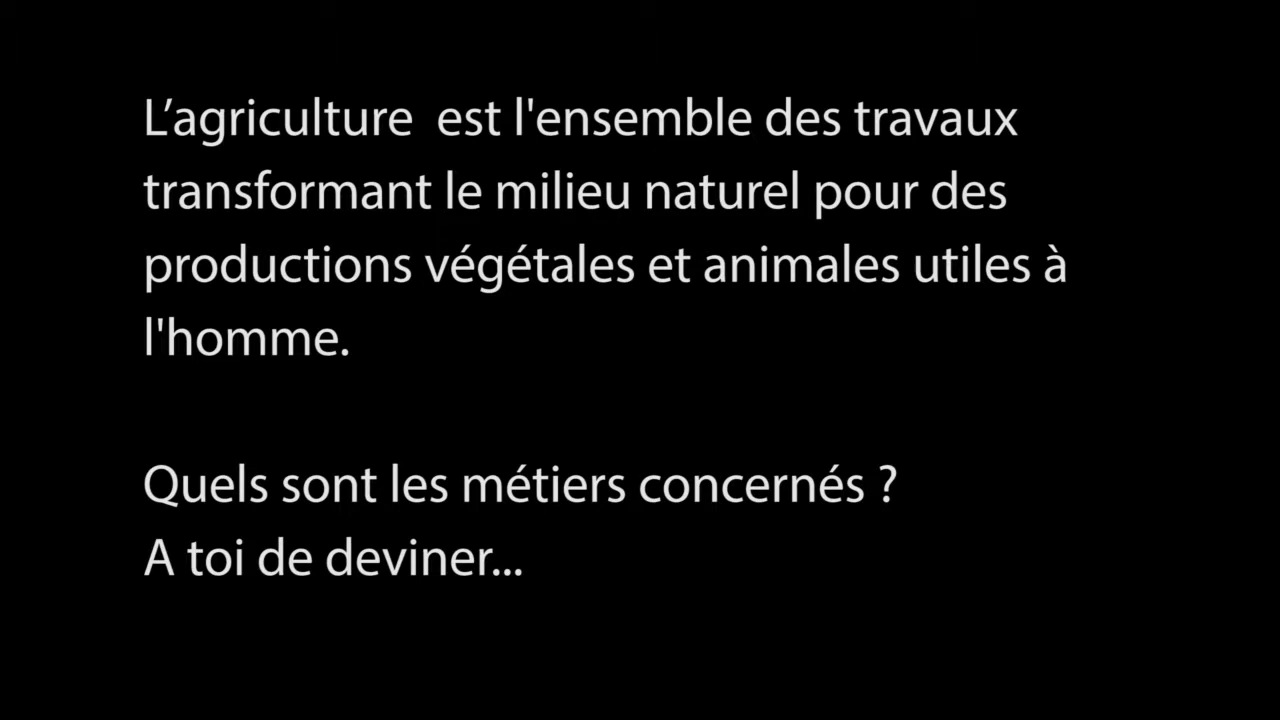 L’agriculture  est l'ensemble des travaux
transformant le milieu naturel pour des
productions végétales et animales utiles à
l'homme.
Quels sont les métiers concernés ?
A toi de deviner...